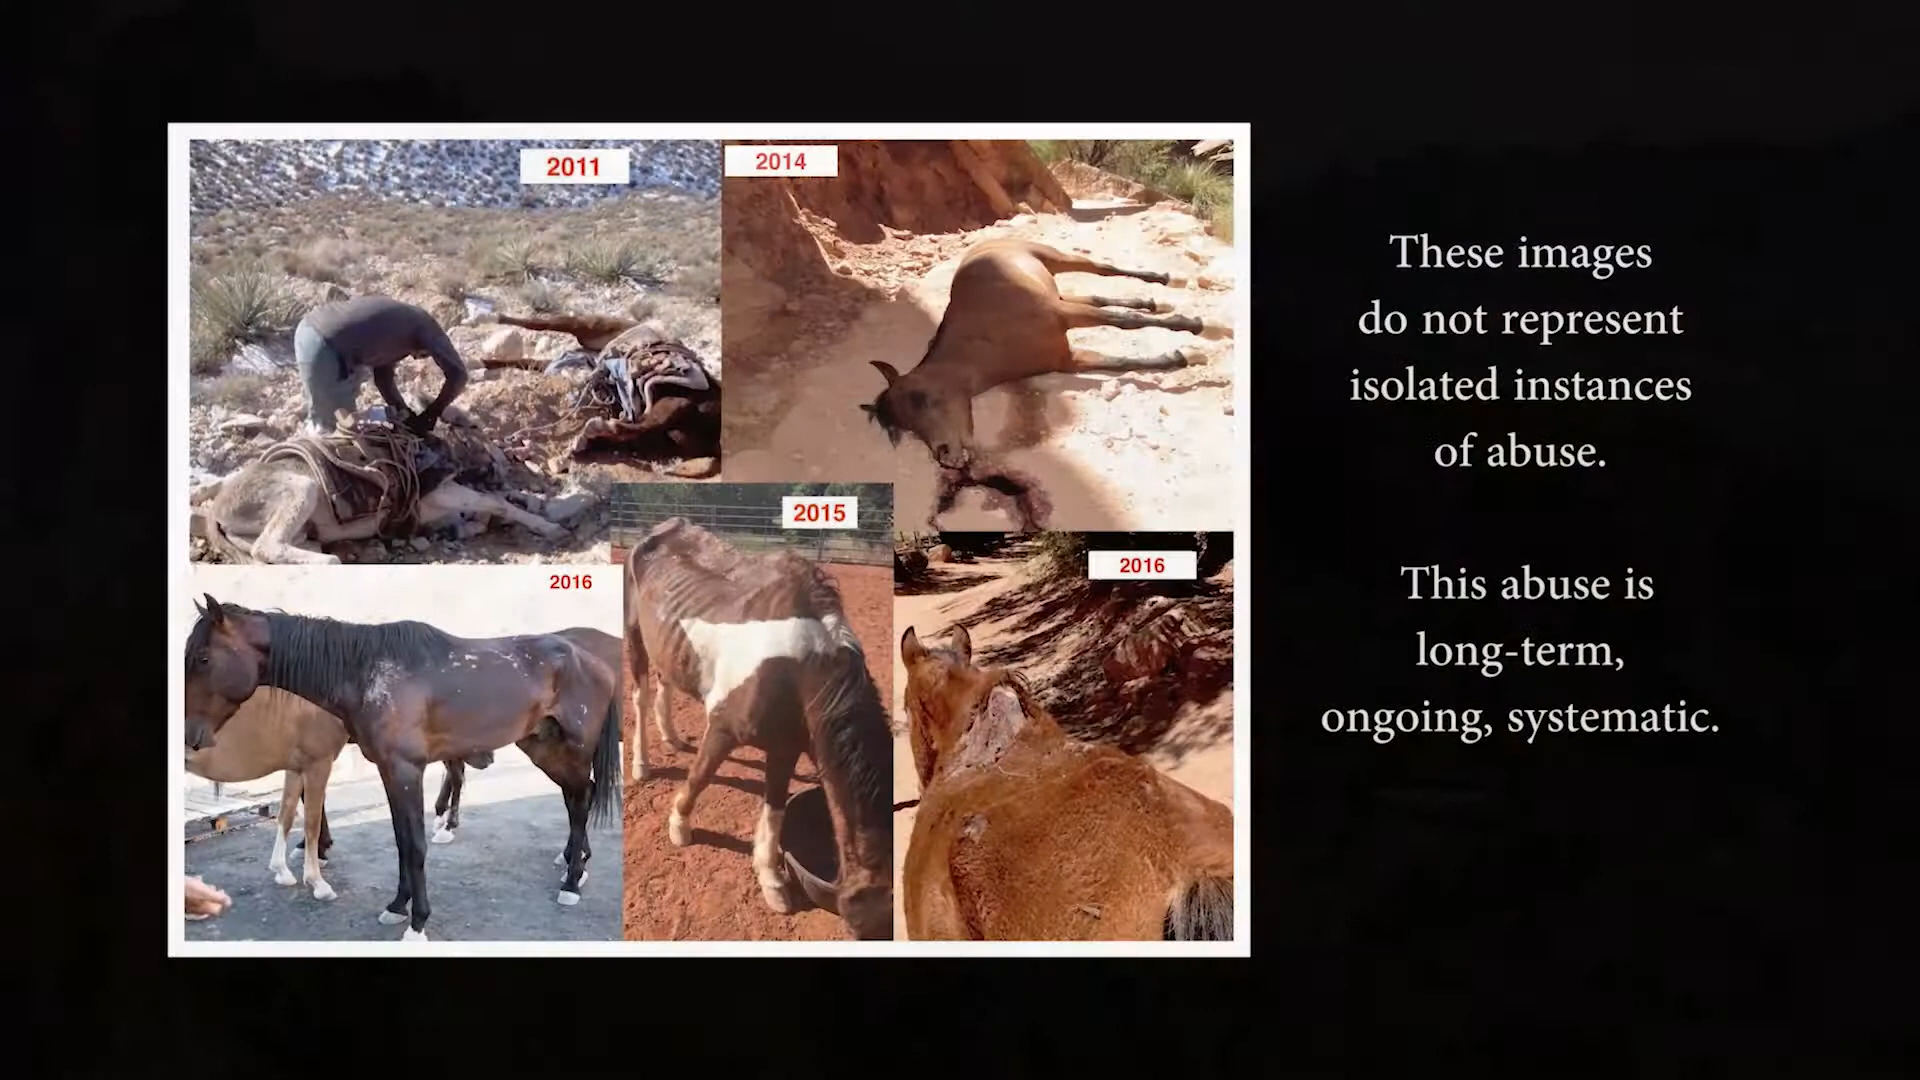 2011
2014
2015
2016
2016
These images
do not represent
isolated instances
of abuse.
This abuse is
long-term,
ongoing, systematic.